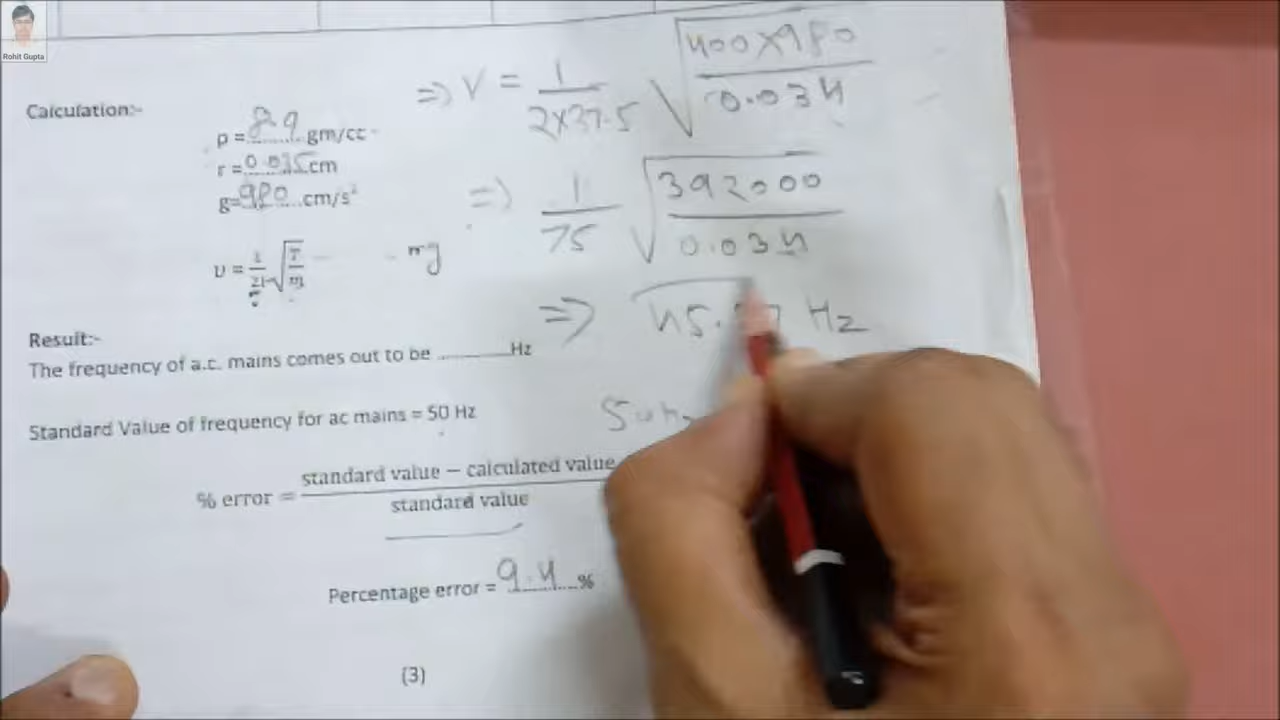 Rohit Gupta
Calculation:-
ρ = 8.9 gm/cc
r = 0.035 cm
g= 980 cm/s²
υ = 1/2l √T/m
mg
⇒ V = 1/2×37.5 √400×980/0.034
⇒ 1/75 √392000/0.034
⇒ 45. Hz
Result:-
The frequency of a.c. mains comes out to be ............Hz
Standard Value of frequency for ac mains = 50 Hz
% error = standard value − calculated value
standard value
Percentage error = 9.4 %
(3)